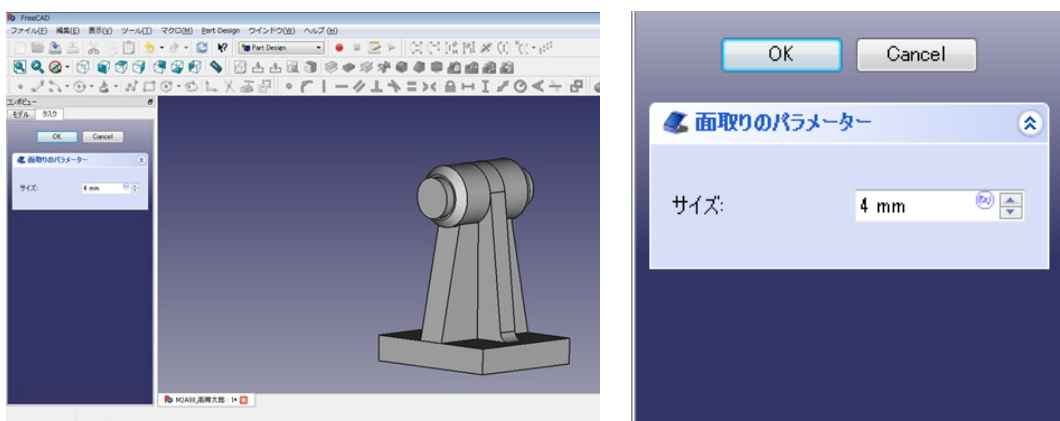 FreeCAD
ファイル(F) 編集(E) 表示(V) ツール(T) マクロ(M) Part Design ウインドウ(W) ヘルプ(H)
Part Design
コンボビュー
モデル タスク
OK Cancel
面取りのパラメーター
サイズ: 4 mm
OK Cancel
面取りのパラメーター
サイズ: 4 mm f(x)